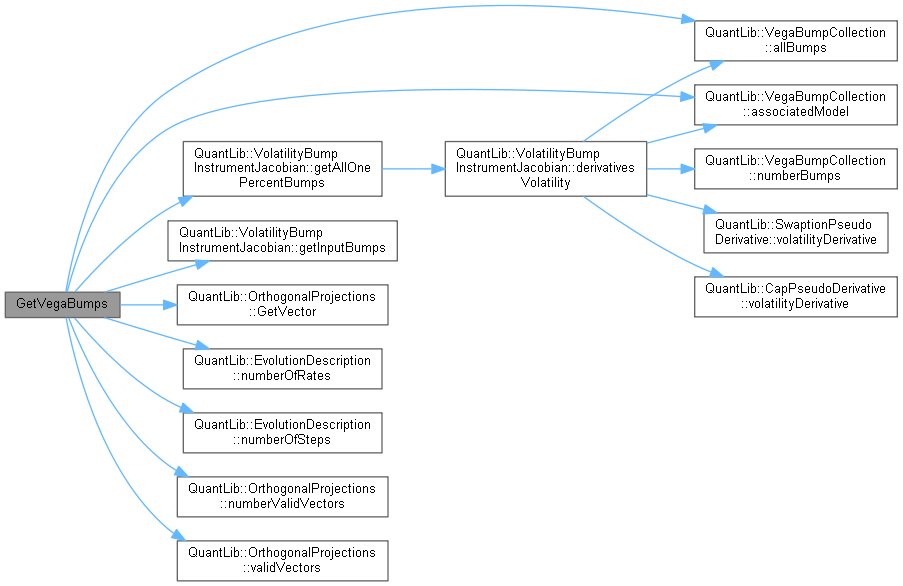 GetVegaBumps
QuantLib::VolatilityBump
InstrumentJacobian::getAllOne
PercentBumps
QuantLib::VolatilityBump
InstrumentJacobian::getInputBumps
QuantLib::OrthogonalProjections
::GetVector
QuantLib::EvolutionDescription
::numberOfRates
QuantLib::EvolutionDescription
::numberOfSteps
QuantLib::OrthogonalProjections
::numberValidVectors
QuantLib::OrthogonalProjections
::validVectors
QuantLib::VolatilityBump
InstrumentJacobian::derivatives
Volatility
QuantLib::VegaBumpCollection
::allBumps
QuantLib::VegaBumpCollection
::associatedModel
QuantLib::VegaBumpCollection
::numberBumps
QuantLib::SwaptionPseudo
Derivative::volatilityDerivative
QuantLib::CapPseudoDerivative
::volatilityDerivative